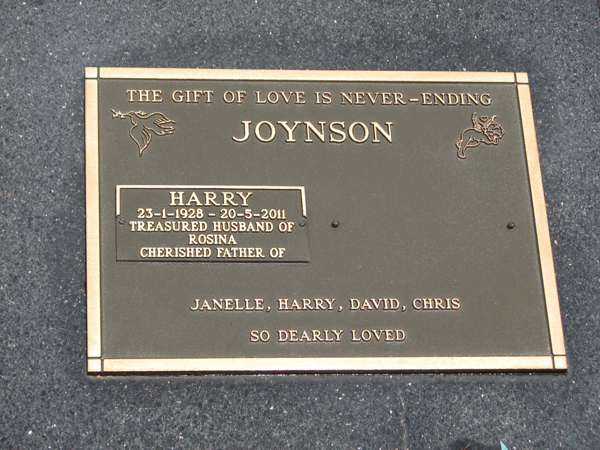 THE GIFT OF LOVE IS NEVER-ENDING
JOYNSON
HARRY
23-1-1928 - 20-5-2011
TREASURED HUSBAND OF
ROSINA
CHERISHED FATHER OF
JANELLE, HARRY, DAVID, CHRIS
SO DEARLY LOVED